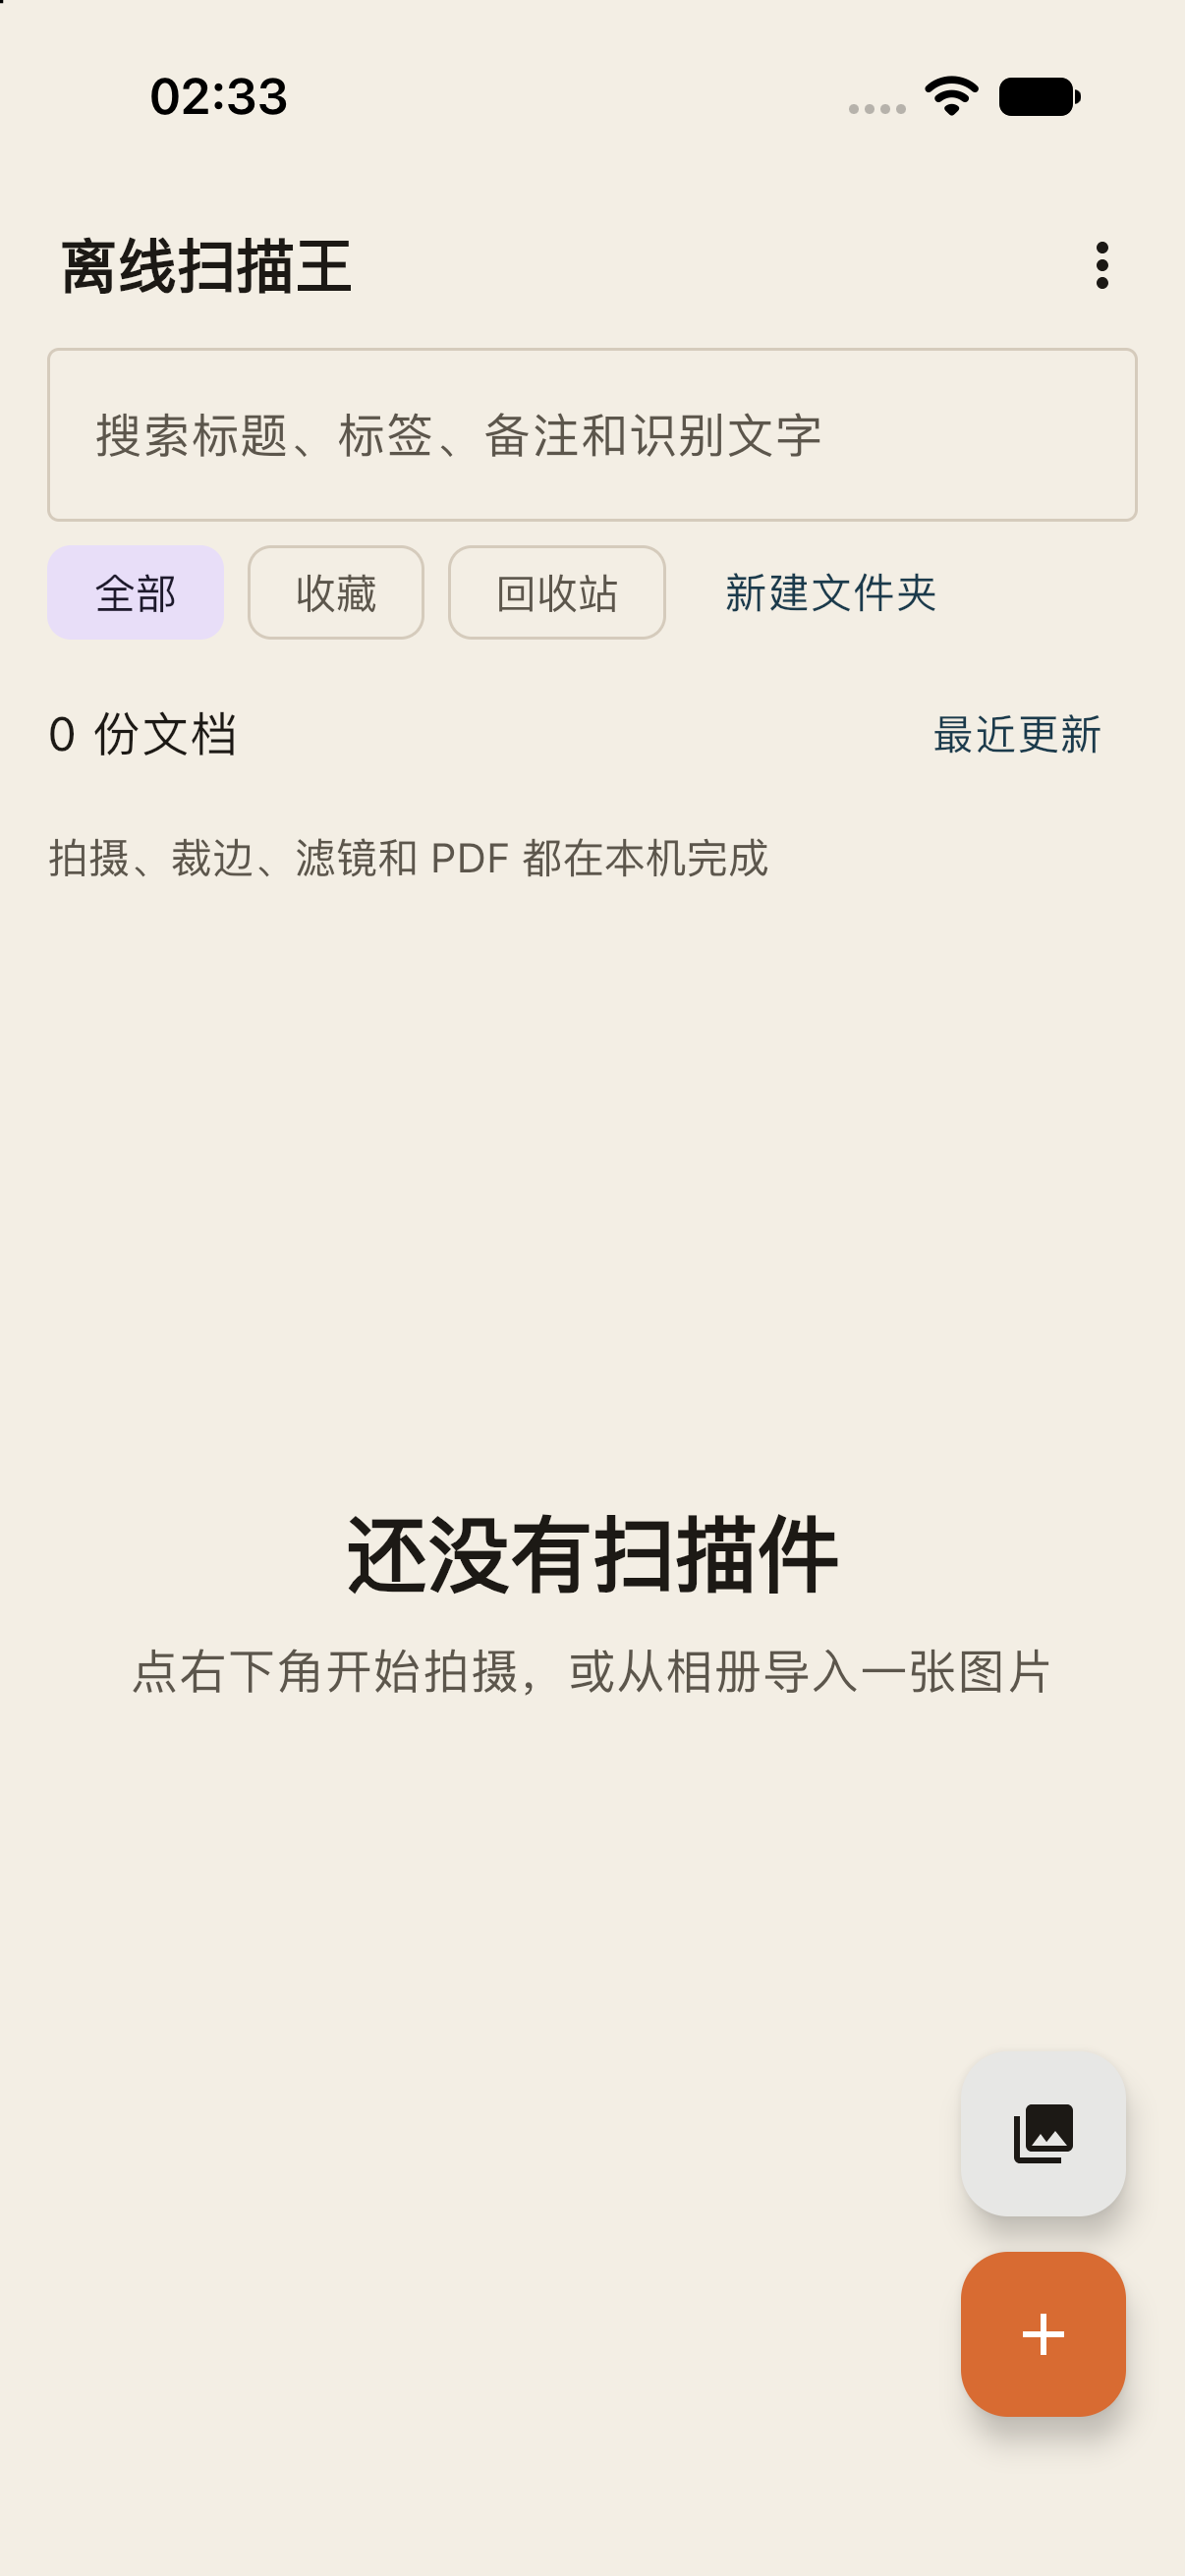 02:33
离线扫描王
搜索标题、标签、备注和识别文字
全部 收藏 回收站 新建文件夹
0 份文档 最近更新
拍摄、裁边、滤镜和 PDF 都在本机完成
还没有扫描件
点右下角开始拍摄，或从相册导入一张图片